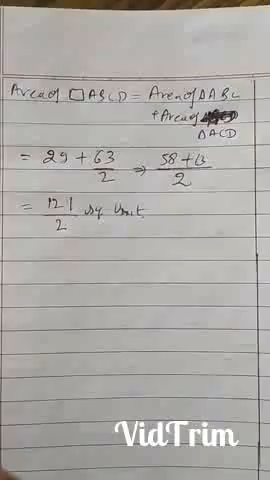 Area of □ABCD = Area of ΔABC
+ Area of
ΔACD
= 29 + 63/2 ⇒ 58 + 63/2
= 121/2 sq unit.
VidTrim